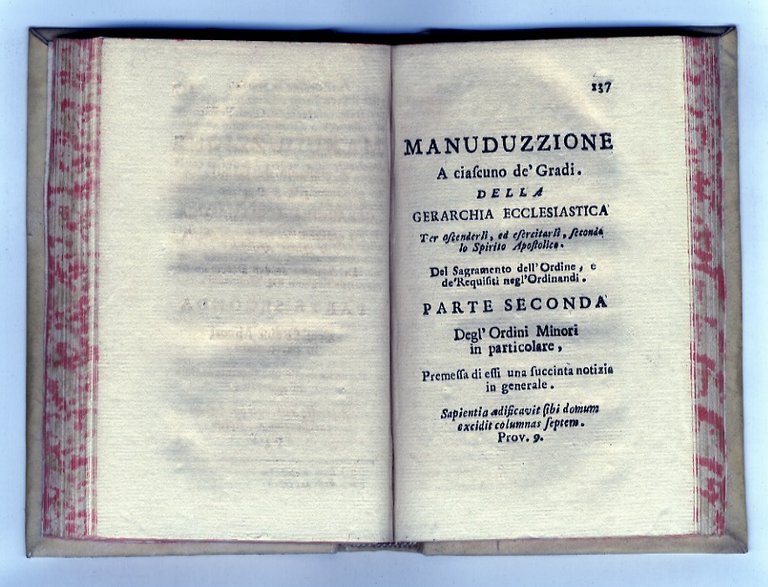 137
MANUDUZZIONE
A ciaſcuno de' Gradi.
DELLA
GERARCHIA ECCLESIASTICA
Per aſcenderli, ed eſercitarli, ſecondo
lo Spirito Apoſtolico.
Del Sagramento dell'Ordine, e
de'Requiſiti negl'Ordinandi.
PARTE SECONDA
Degl' Ordini Minori
in particolare,
Premeſſa di eſſi una ſuccinta notizia
in generale.
Sapientia ædificavit ſibi domum
excidit columnas ſeptem.
Prov. 9.